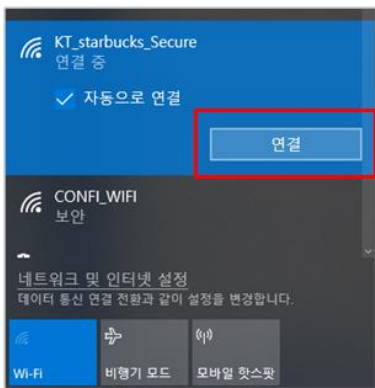 KT_starbucks_Secure
연결 중
자동으로 연결
연결
CONFI_WIFI
보안
네트워크 및 인터넷 설정
데이터 통신 연결 전환과 같이 설정을 변경합니다.
Wi-Fi
비행기 모드
모바일 핫스팟